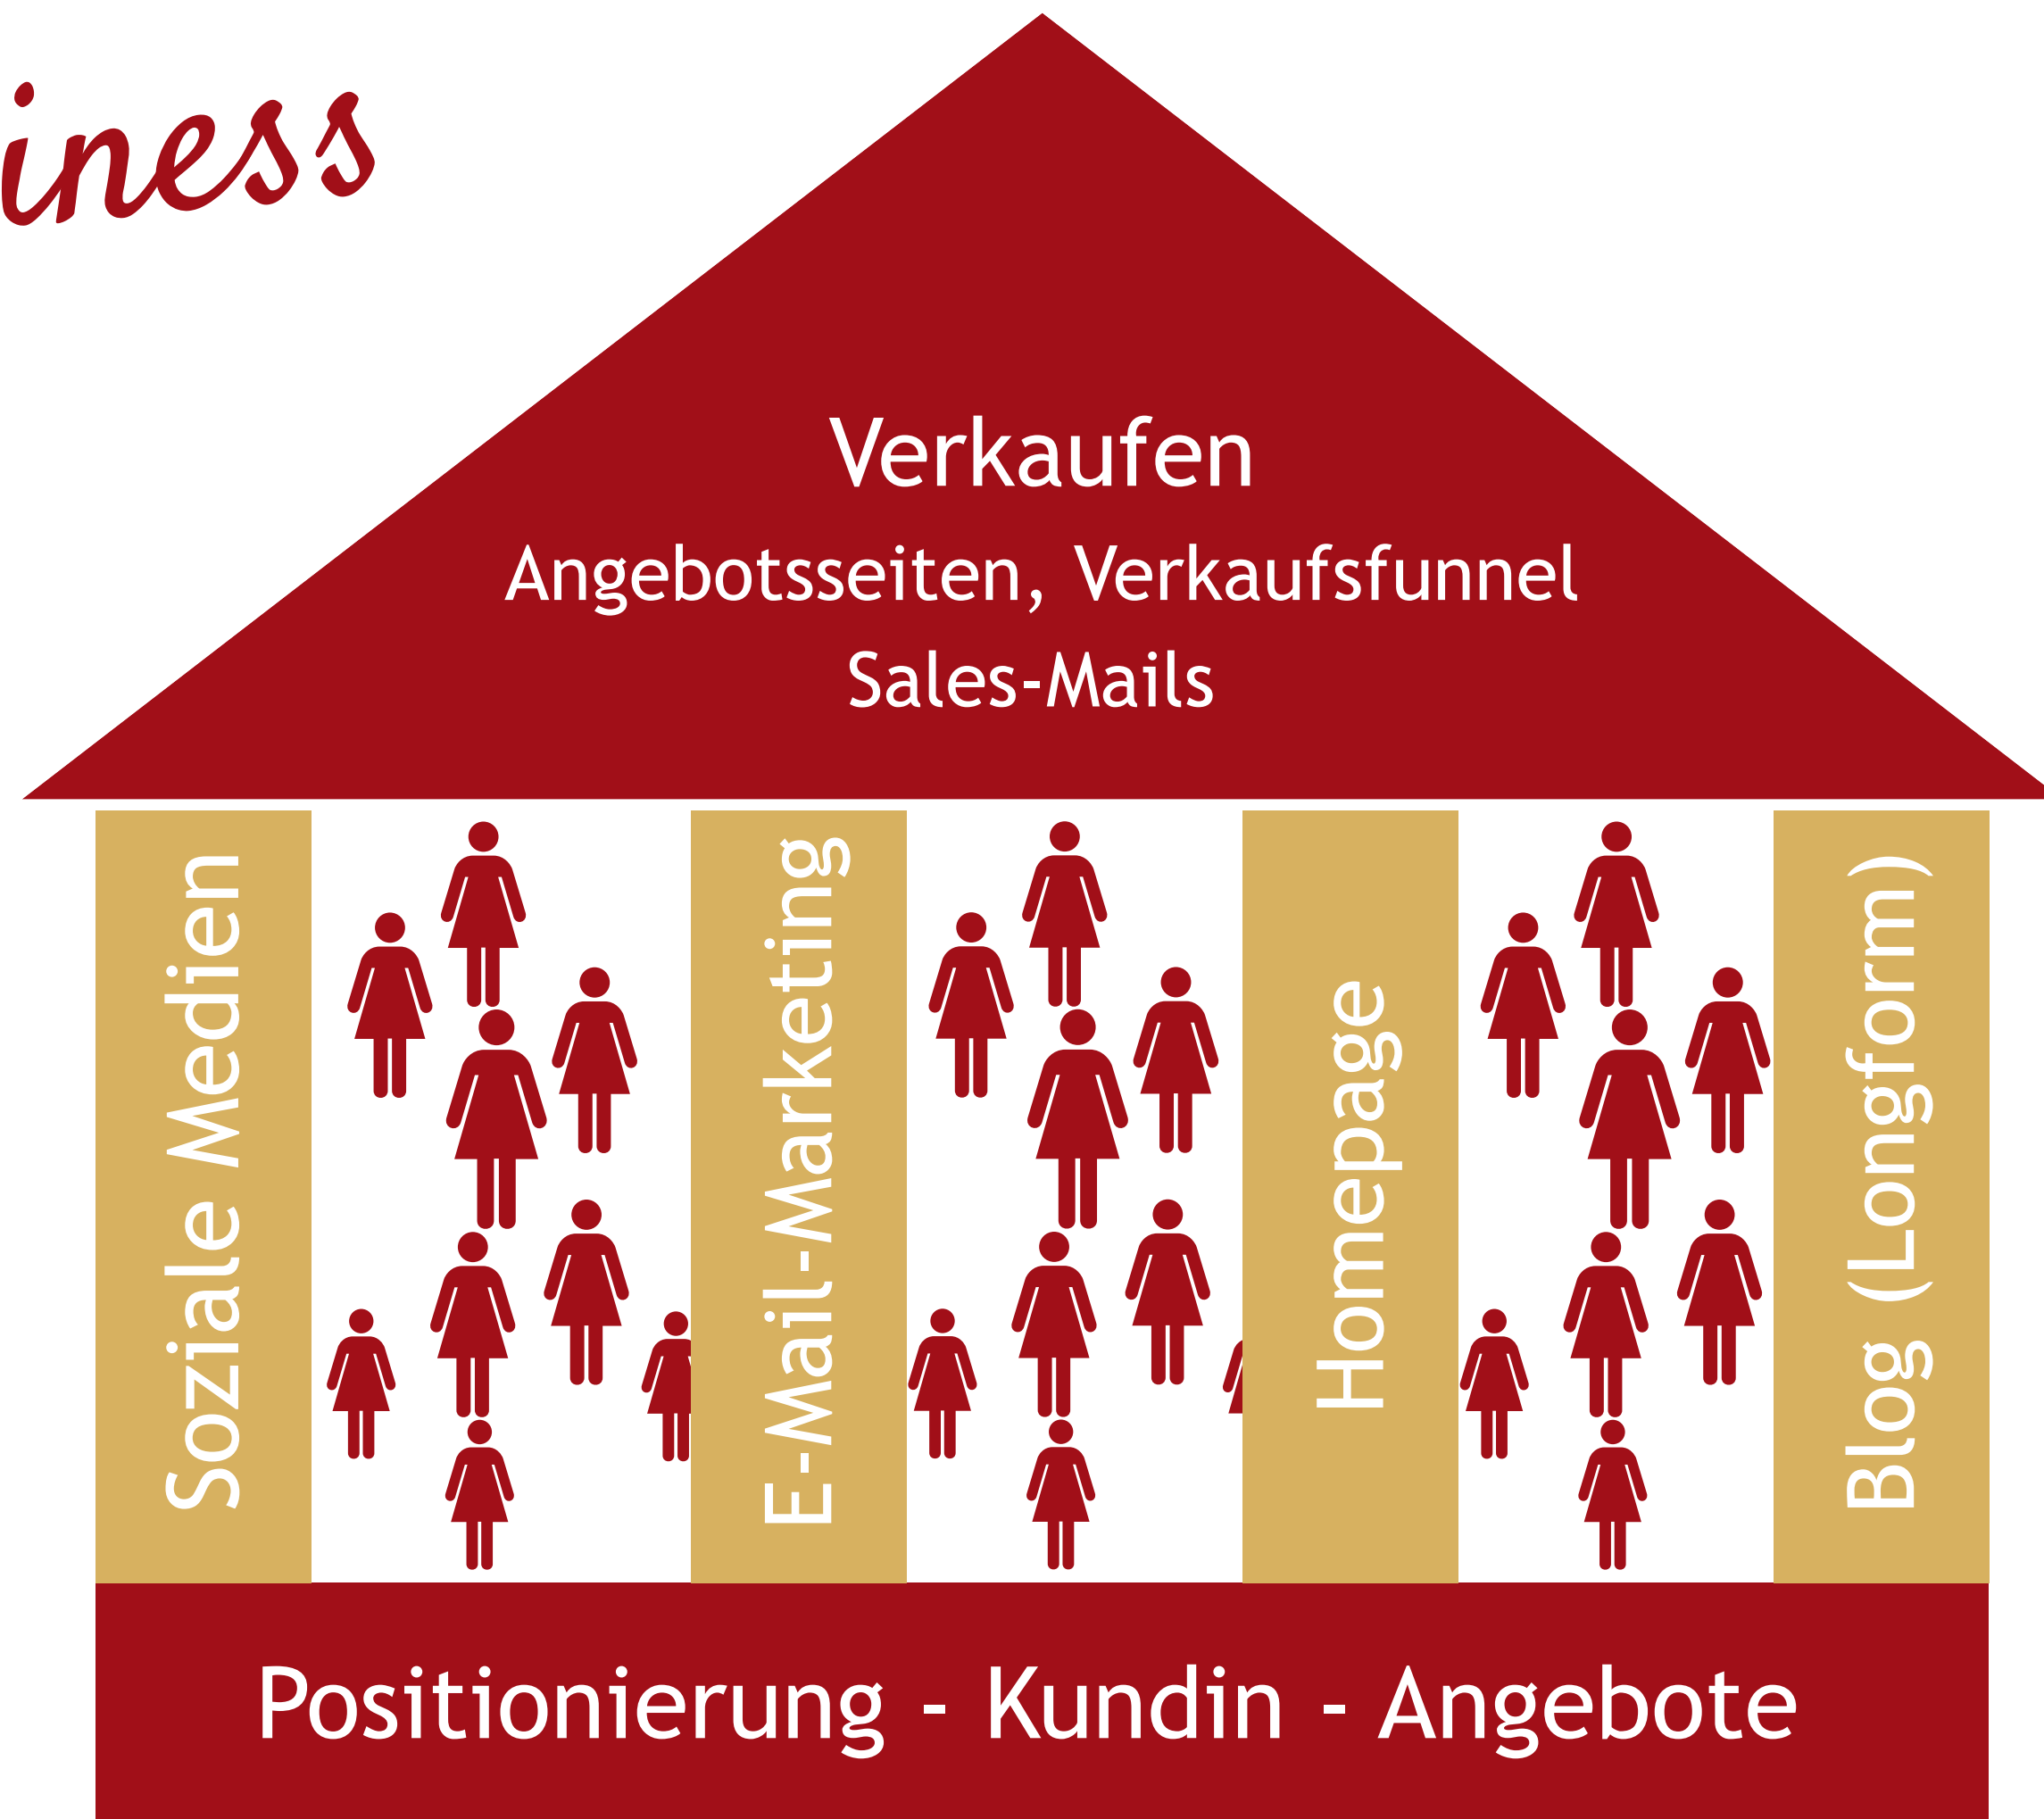 iness
Verkaufen
Angebotsseiten, Verkaufsfunnel
Sales-Mails
Soziale Medien
E-Mail-Marketing
Homepage
Blog (Longform)
Positionierung - Kundin - Angebote